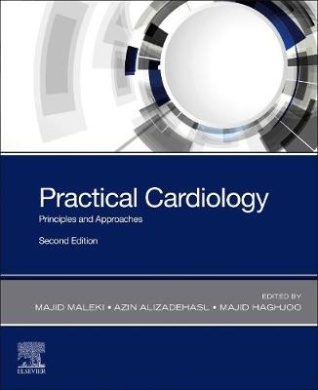 Practical Cardiology
Principles and Approaches
Second Edition
EDITED BY
MAJID MALEKI • AZIN ALIZADEHASL • MAJID HAGHJOO
ELSEVIER